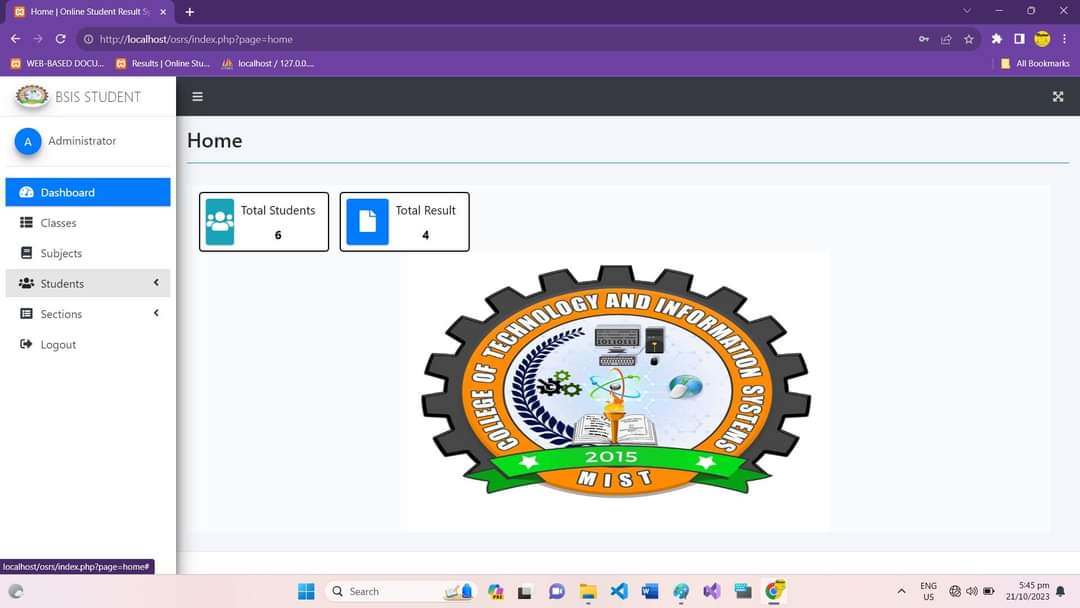 Home | Online Student Result Sy
http://localhost/osrs/index.php?page=home
WEB-BASED DOCU...
Results | Online Stu...
localhost / 127.0.0....
All Bookmarks
BSIS STUDENT
A
Administrator
Home
Dashboard
Classes
Subjects
Students
Sections
Logout
Total Students
6
Total Result
4
COLLEGE OF TECHNOLOGY AND INFORMATION SYSTEMS
2015
MIST
localhost/osrs/index.php?page=home#
Search
ENG
US
5:45 pm
21/10/2023